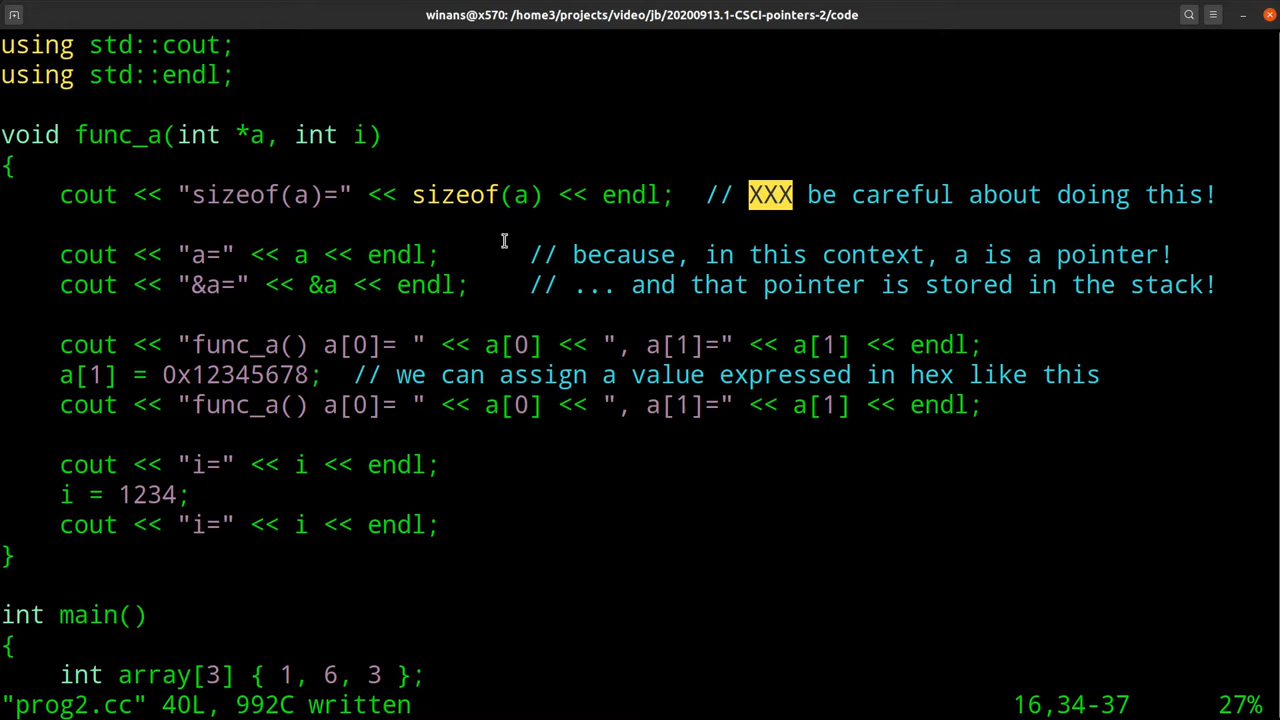 winans@x570: /home3/projects/video/jb/20200913.1-CSCI-pointers-2/code
using std::cout;
using std::endl;
void func_a(int *a, int i)
{
    cout << "sizeof(a)=" << sizeof(a) << endl;  // XXX be careful about doing this!
    cout << "a=" << a << endl;      // because, in this context, a is a pointer!
    cout << "&a=" << &a << endl;    // ... and that pointer is stored in the stack!
    cout << "func_a() a[0]= " << a[0] << ", a[1]=" << a[1] << endl;
    a[1] = 0x12345678;  // we can assign a value expressed in hex like this
    cout << "func_a() a[0]= " << a[0] << ", a[1]=" << a[1] << endl;
    cout << "i=" << i << endl;
    i = 1234;
    cout << "i=" << i << endl;
}
int main()
{
    int array[3] { 1, 6, 3 };
"prog2.cc" 40L, 992C written 16,34-37 27%